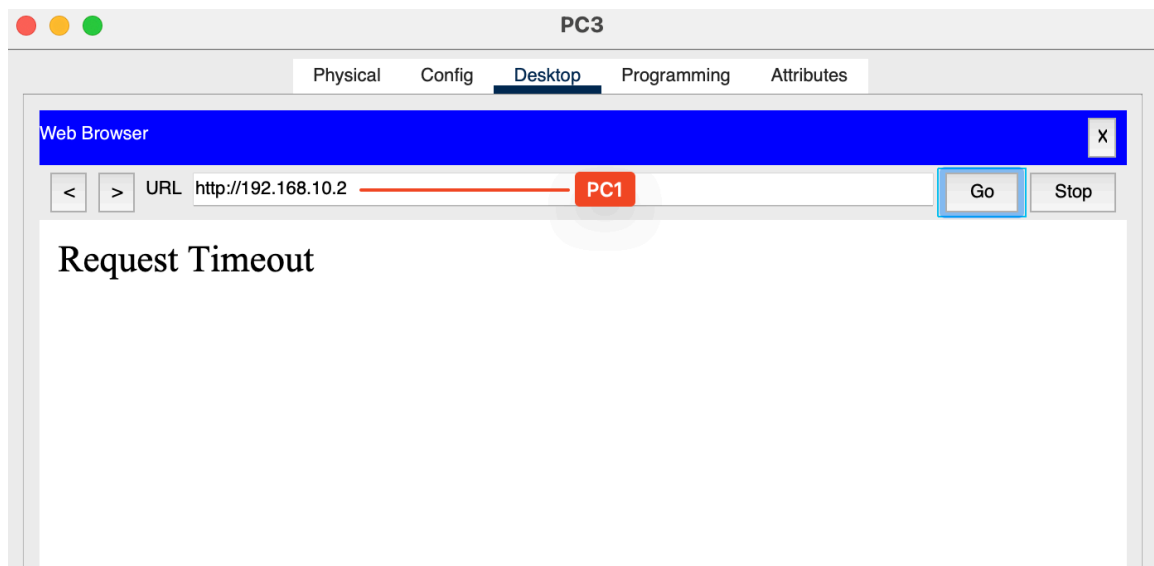 PC3
Physical Config Desktop Programming Attributes
Web Browser X
< > URL http://192.168.10.2 PC1 Go Stop
Request Timeout